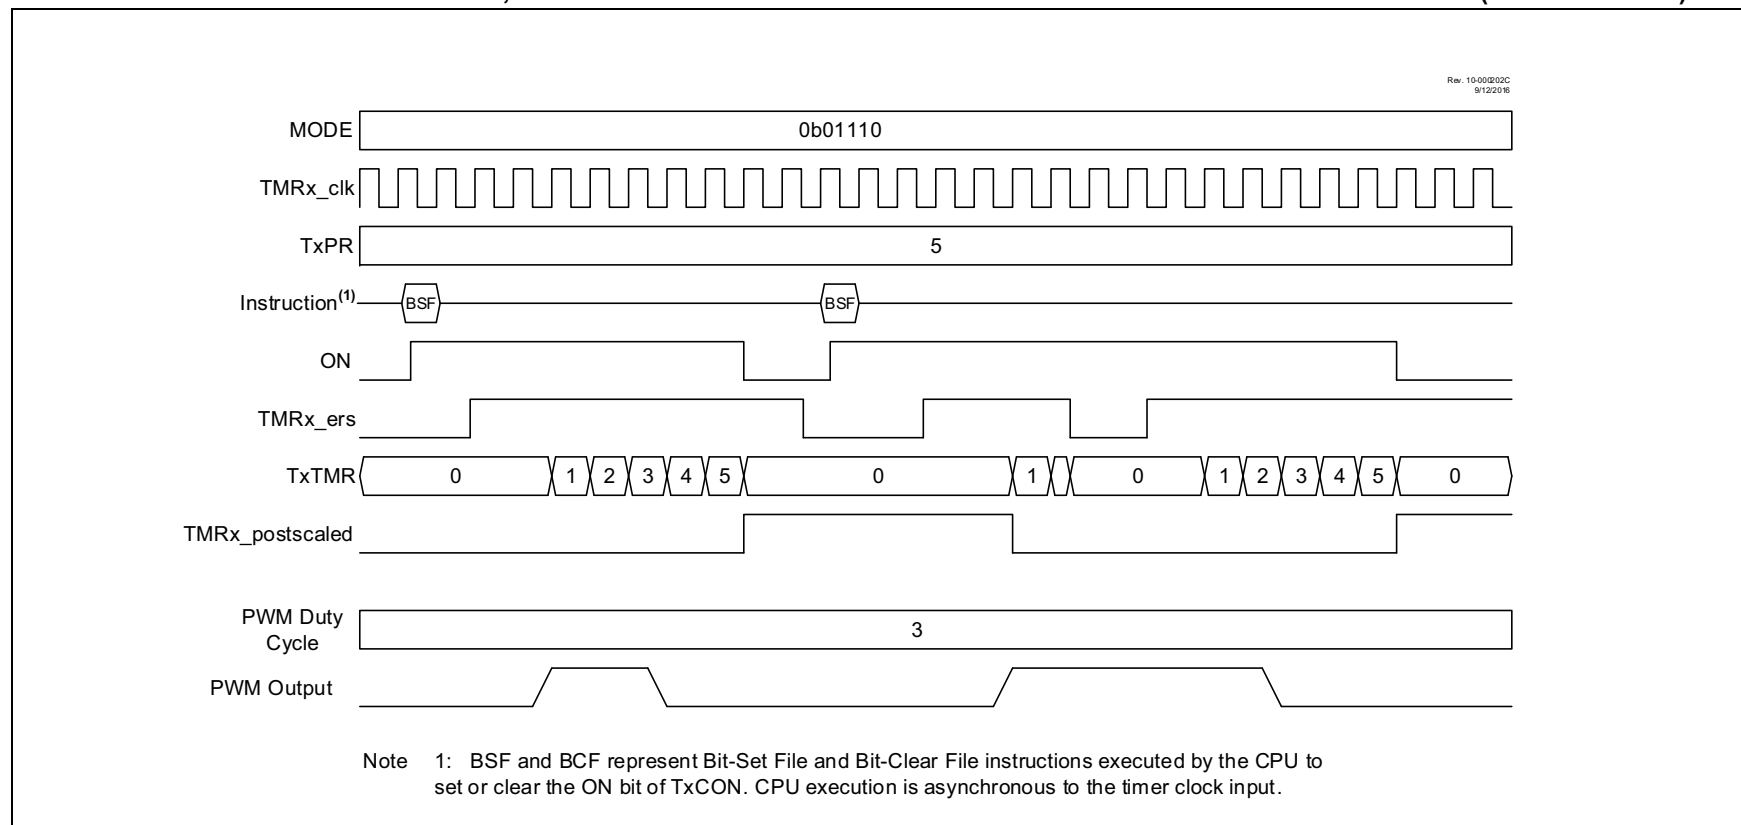 Rev. 10-000202C
9/12/2016
MODE 0b01110
TMRx_clk
TxPR 5
Instruction(1) BSF BSF
ON
TMRx_ers
TxTMR 0 1 2 3 4 5 0 1 0 1 2 3 4 5 0
TMRx_postscaled
PWM Duty
Cycle
3
PWM Output
Note 1: BSF and BCF represent Bit-Set File and Bit-Clear File instructions executed by the CPU to
set or clear the ON bit of TxCON. CPU execution is asynchronous to the timer clock input.